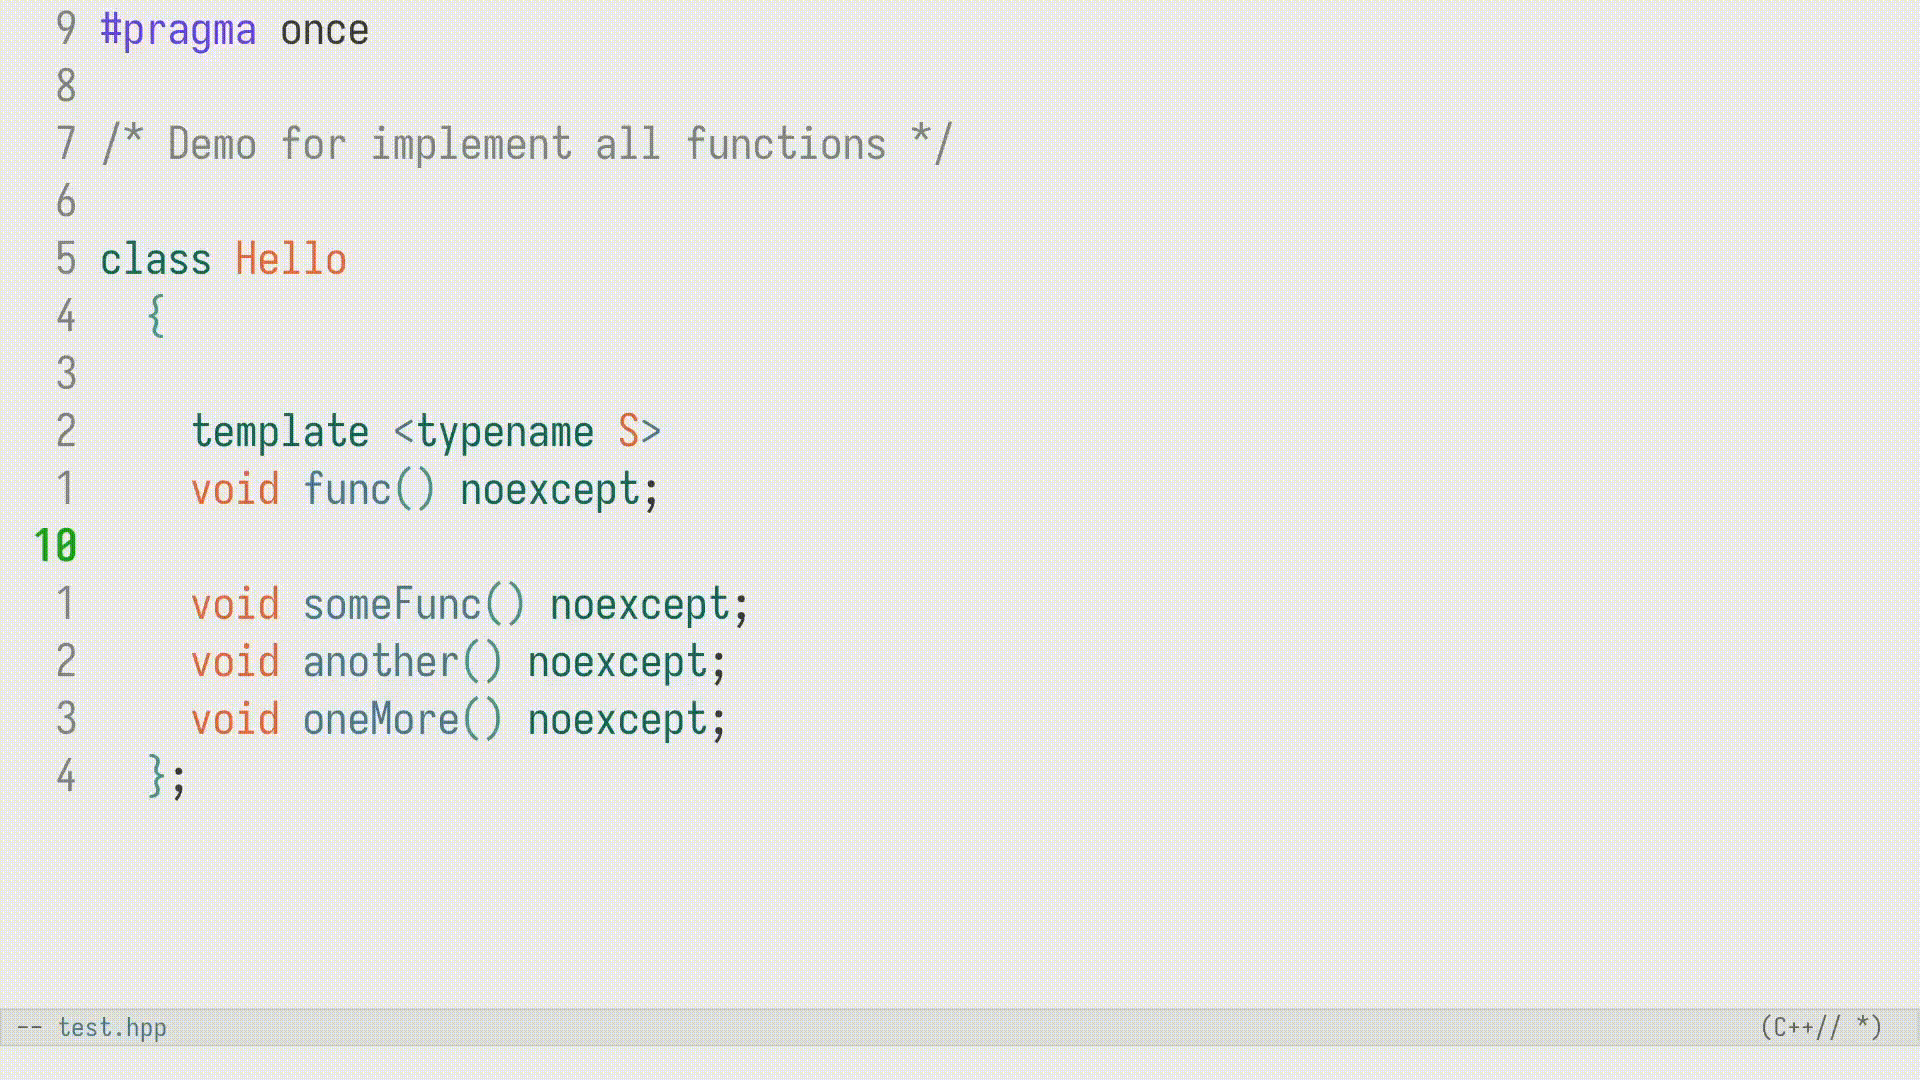 9 #pragma once
8
7 /* Demo for implement all functions */
6
5 class Hello
4   {
3
2     template <typename S>
1     void func() noexcept;
10
1     void someFunc() noexcept;
2     void another() noexcept;
3     void oneMore() noexcept;
4   };
-- test.hpp (C++// *)